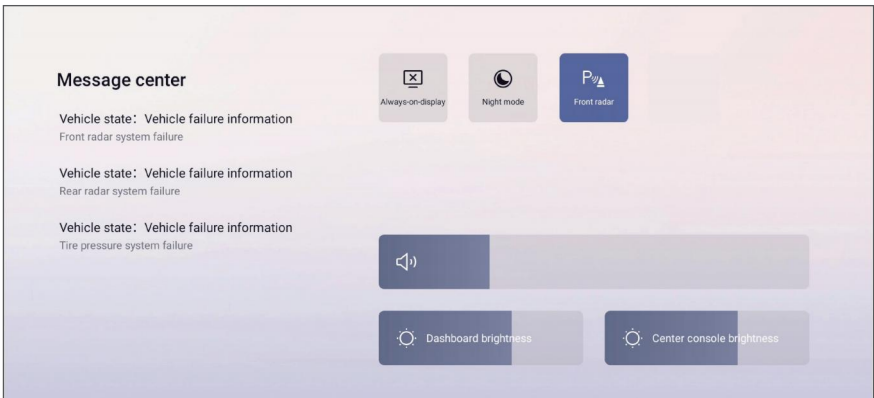 Message center
Vehicle state: Vehicle failure information
Front radar system failure
Vehicle state: Vehicle failure information
Rear radar system failure
Vehicle state: Vehicle failure information
Tire pressure system failure
Always-on-display
Night mode
P
Front radar
Dashboard brightness
Center console brightness